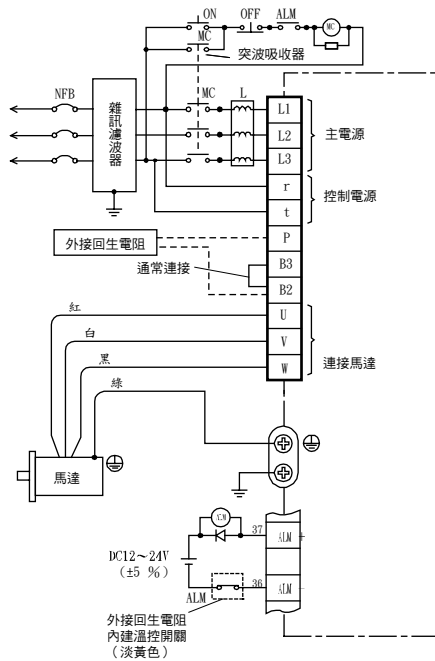 ON
OFF
ALM
MC
MC
突波吸收器
NFB
雜訊濾波器
MC
L
L1
L2
L3
主電源
r
t
控制電源
P
外接回生電阻
B3
通常連接
B2
U
V
W
連接馬達
紅
白
黑
綠
馬達
ALM
37
ALM +
DC12～24V
(±5 %)
36
ALM -
ALM
外接回生電阻
內建溫控開關
(淡黃色)